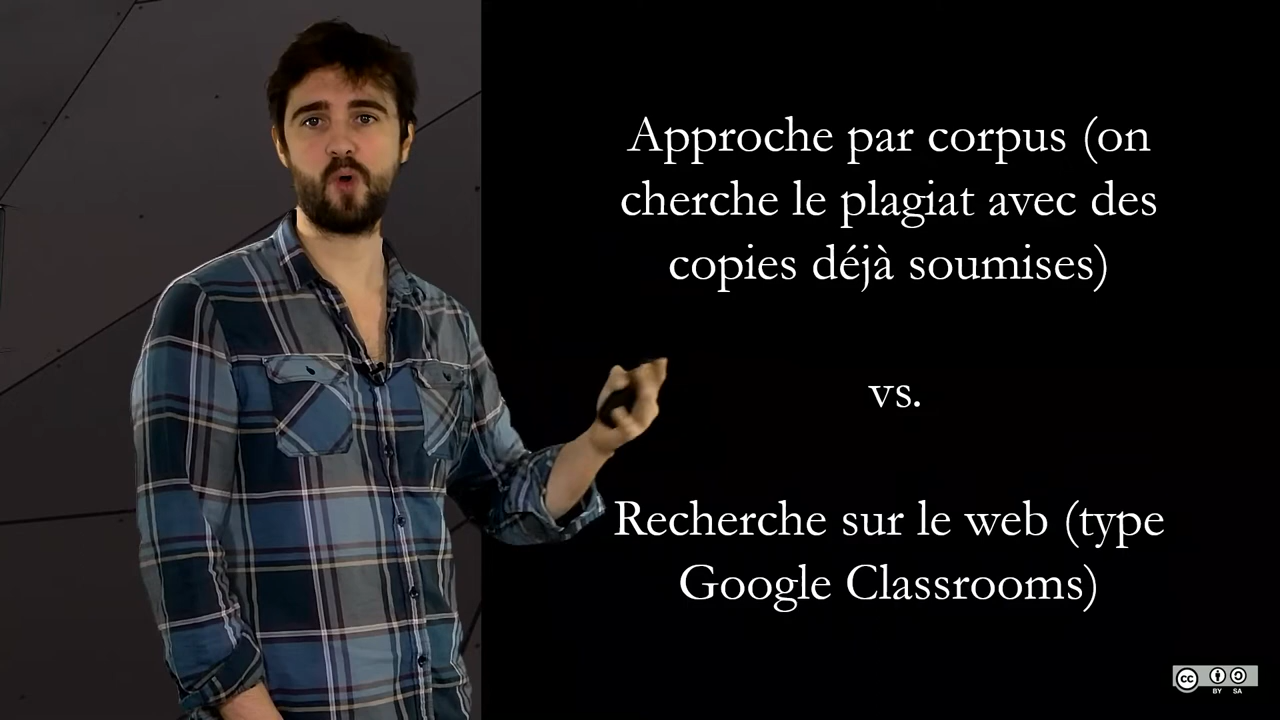 Approche par corpus (on
cherche le plagiat avec des
copies déjà soumises)
vs.
Recherche sur le web (type
Google Classrooms)
cc
BY SA